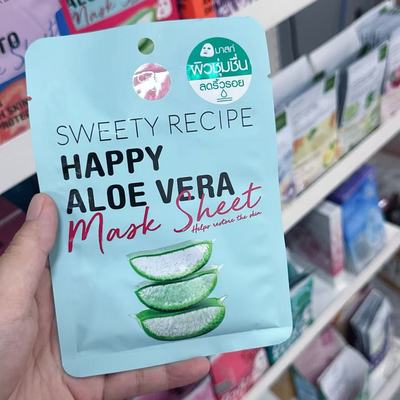 มาสก์
ผิวชุ่มชื่น
ลดริ้วรอย
SWEETY RECIPE
HAPPY
ALOE VERA
Mask Sheet
Helps restore the skin